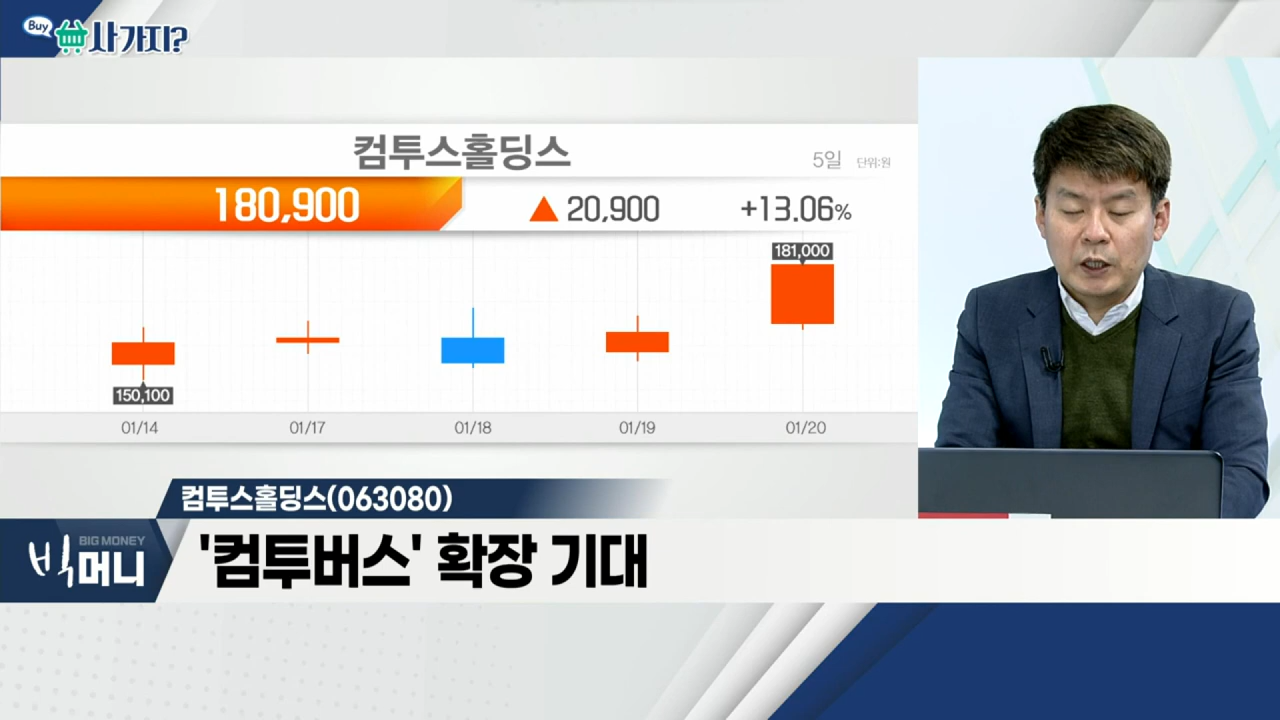 Buy
사가지?
컴투스홀딩스
5일 단위:원
180,900 ▲ 20,900 +13.06%
181,000
150,100
01/14 01/17 01/18 01/19 01/20
컴투스홀딩스(063080)
BIG MONEY
빅머니
'컴투버스' 확장 기대